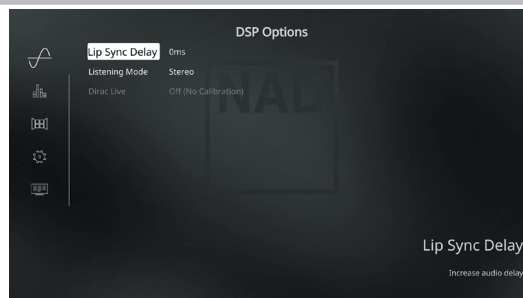 DSP Options
Lip Sync Delay 0ms
Listening Mode Stereo
Dirac Live Off (No Calibration)
NAD
Lip Sync Delay
Increase audio delay